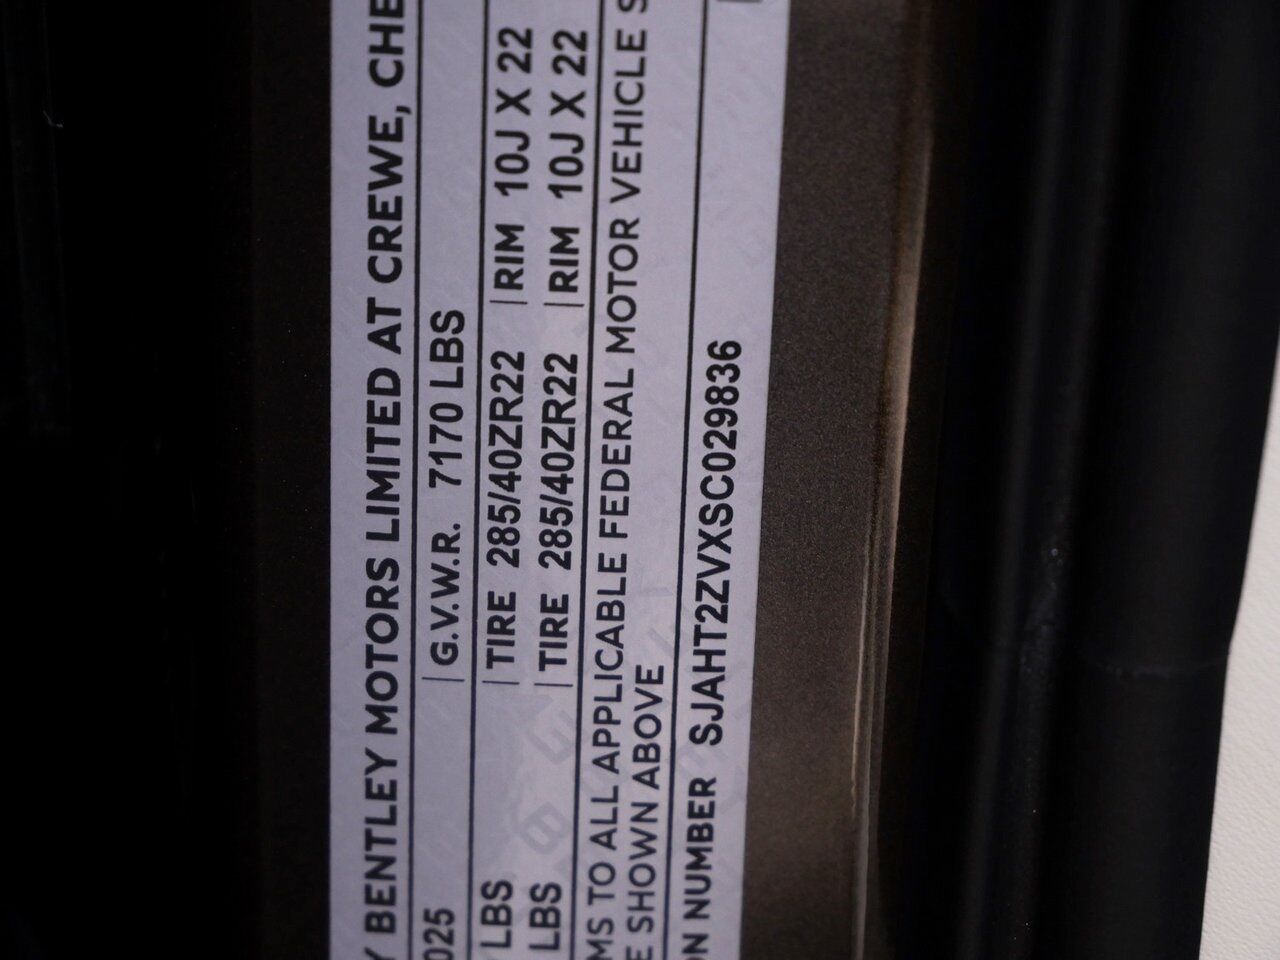 Y BENTLEY MOTORS LIMITED AT CREWE, CHE
025 | G.V.W.R. 7170 LBS
LBS | TIRE 285/40ZR22 | RIM 10J X 22
LBS | TIRE 285/40ZR22 | RIM 10J X 22
MS TO ALL APPLICABLE FEDERAL MOTOR VEHICLE S
E SHOWN ABOVE
ON NUMBER SJAHT2ZVXSC029836